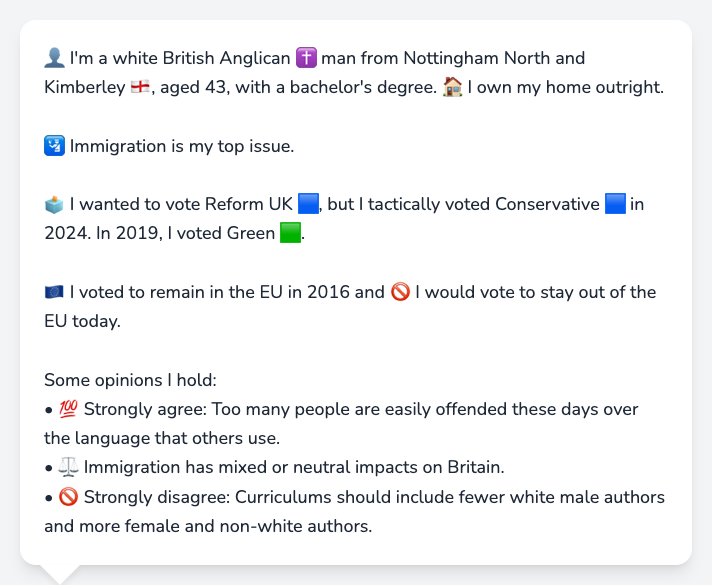 👤 I'm a white British Anglican ✝️ man from Nottingham North and
Kimberley 🏴󠁧󠁢󠁥󠁮󠁧󠁿, aged 43, with a bachelor's degree. 🏠 I own my home outright.
🛂 Immigration is my top issue.
🗳️ I wanted to vote Reform UK 🟦, but I tactically voted Conservative 🟦 in
2024. In 2019, I voted Green 🟩.
🇪🇺 I voted to remain in the EU in 2016 and 🚫 I would vote to stay out of the
EU today.
Some opinions I hold:
• 💯 Strongly agree: Too many people are easily offended these days over
the language that others use.
• ⚖️ Immigration has mixed or neutral impacts on Britain.
• 🚫 Strongly disagree: Curriculums should include fewer white male authors
and more female and non-white authors.